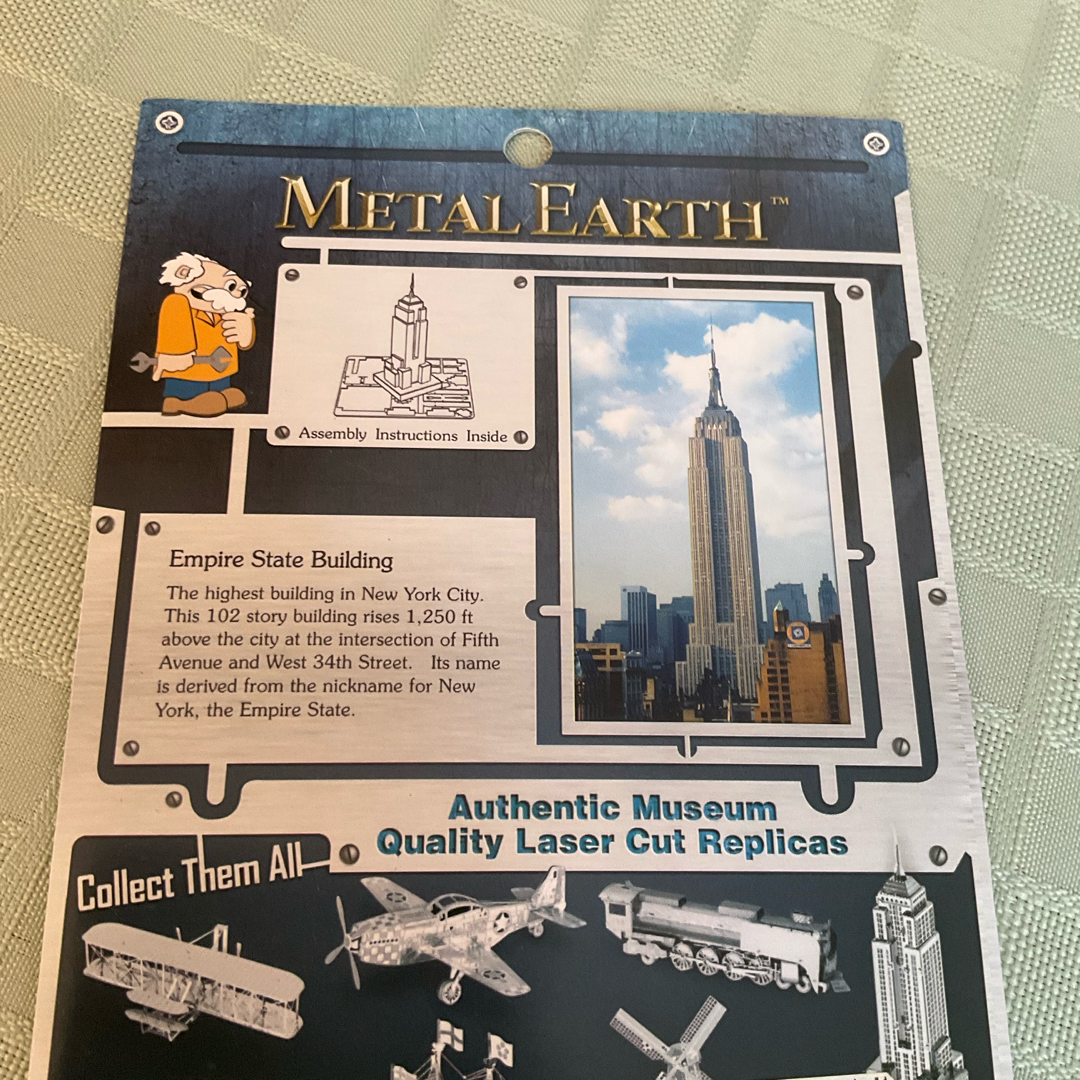 METAL EARTH™
Assembly Instructions Inside
Empire State Building
The highest building in New York City.
This 102 story building rises 1,250 ft
above the city at the intersection of Fifth
Avenue and West 34th Street. Its name
is derived from the nickname for New
York, the Empire State.
Authentic Museum
Quality Laser Cut Replicas
Collect Them All